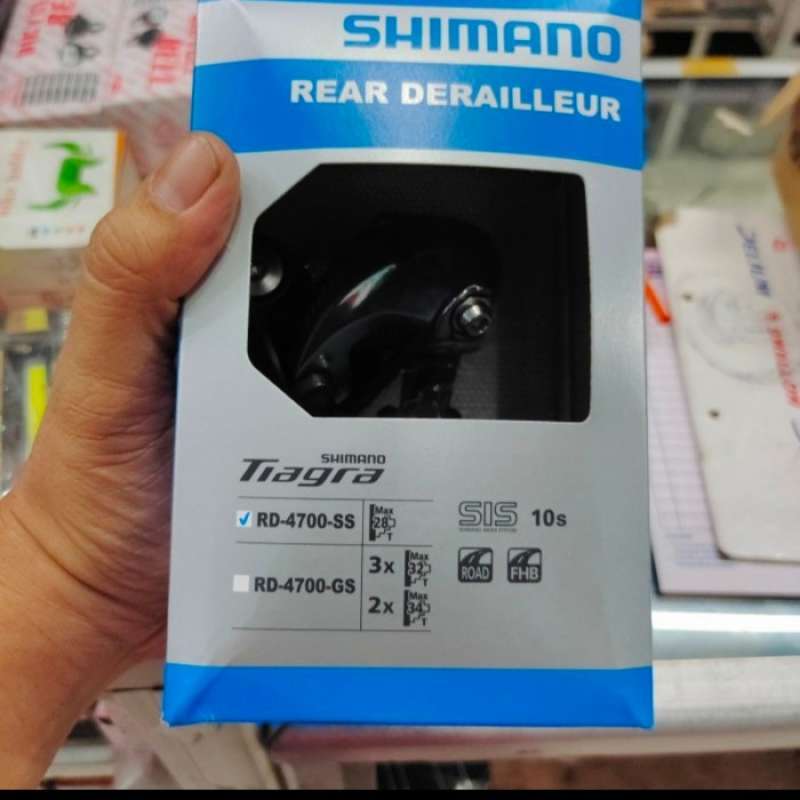 SHIMANO
REAR DERAILLEUR
SHIMANO
Tiagra
RD-4700-SS
Max
28
T
SIS 10s
RD-4700-GS
3x
Max
32
T
2x
Max
34
T
ROAD
FHB